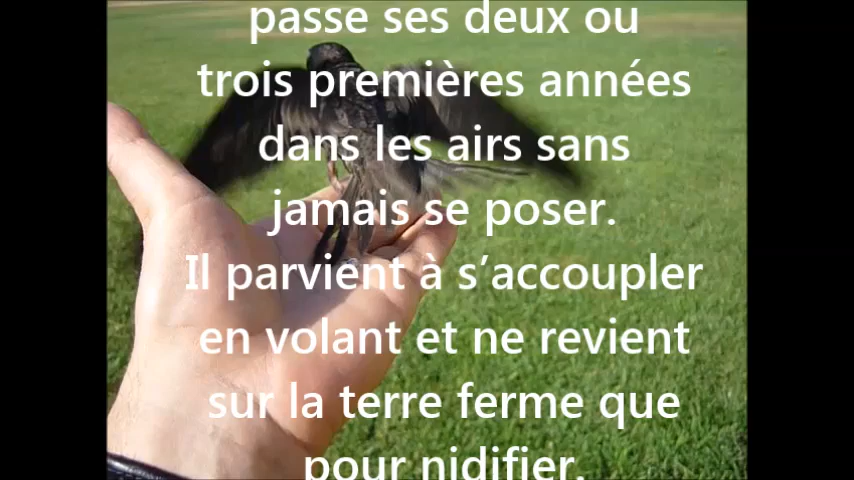 passe ses deux ou
trois premières années
dans les airs sans
jamais se poser.
Il parvient à s’accoupler
en volant et ne revient
sur la terre ferme que
pour nidifier.